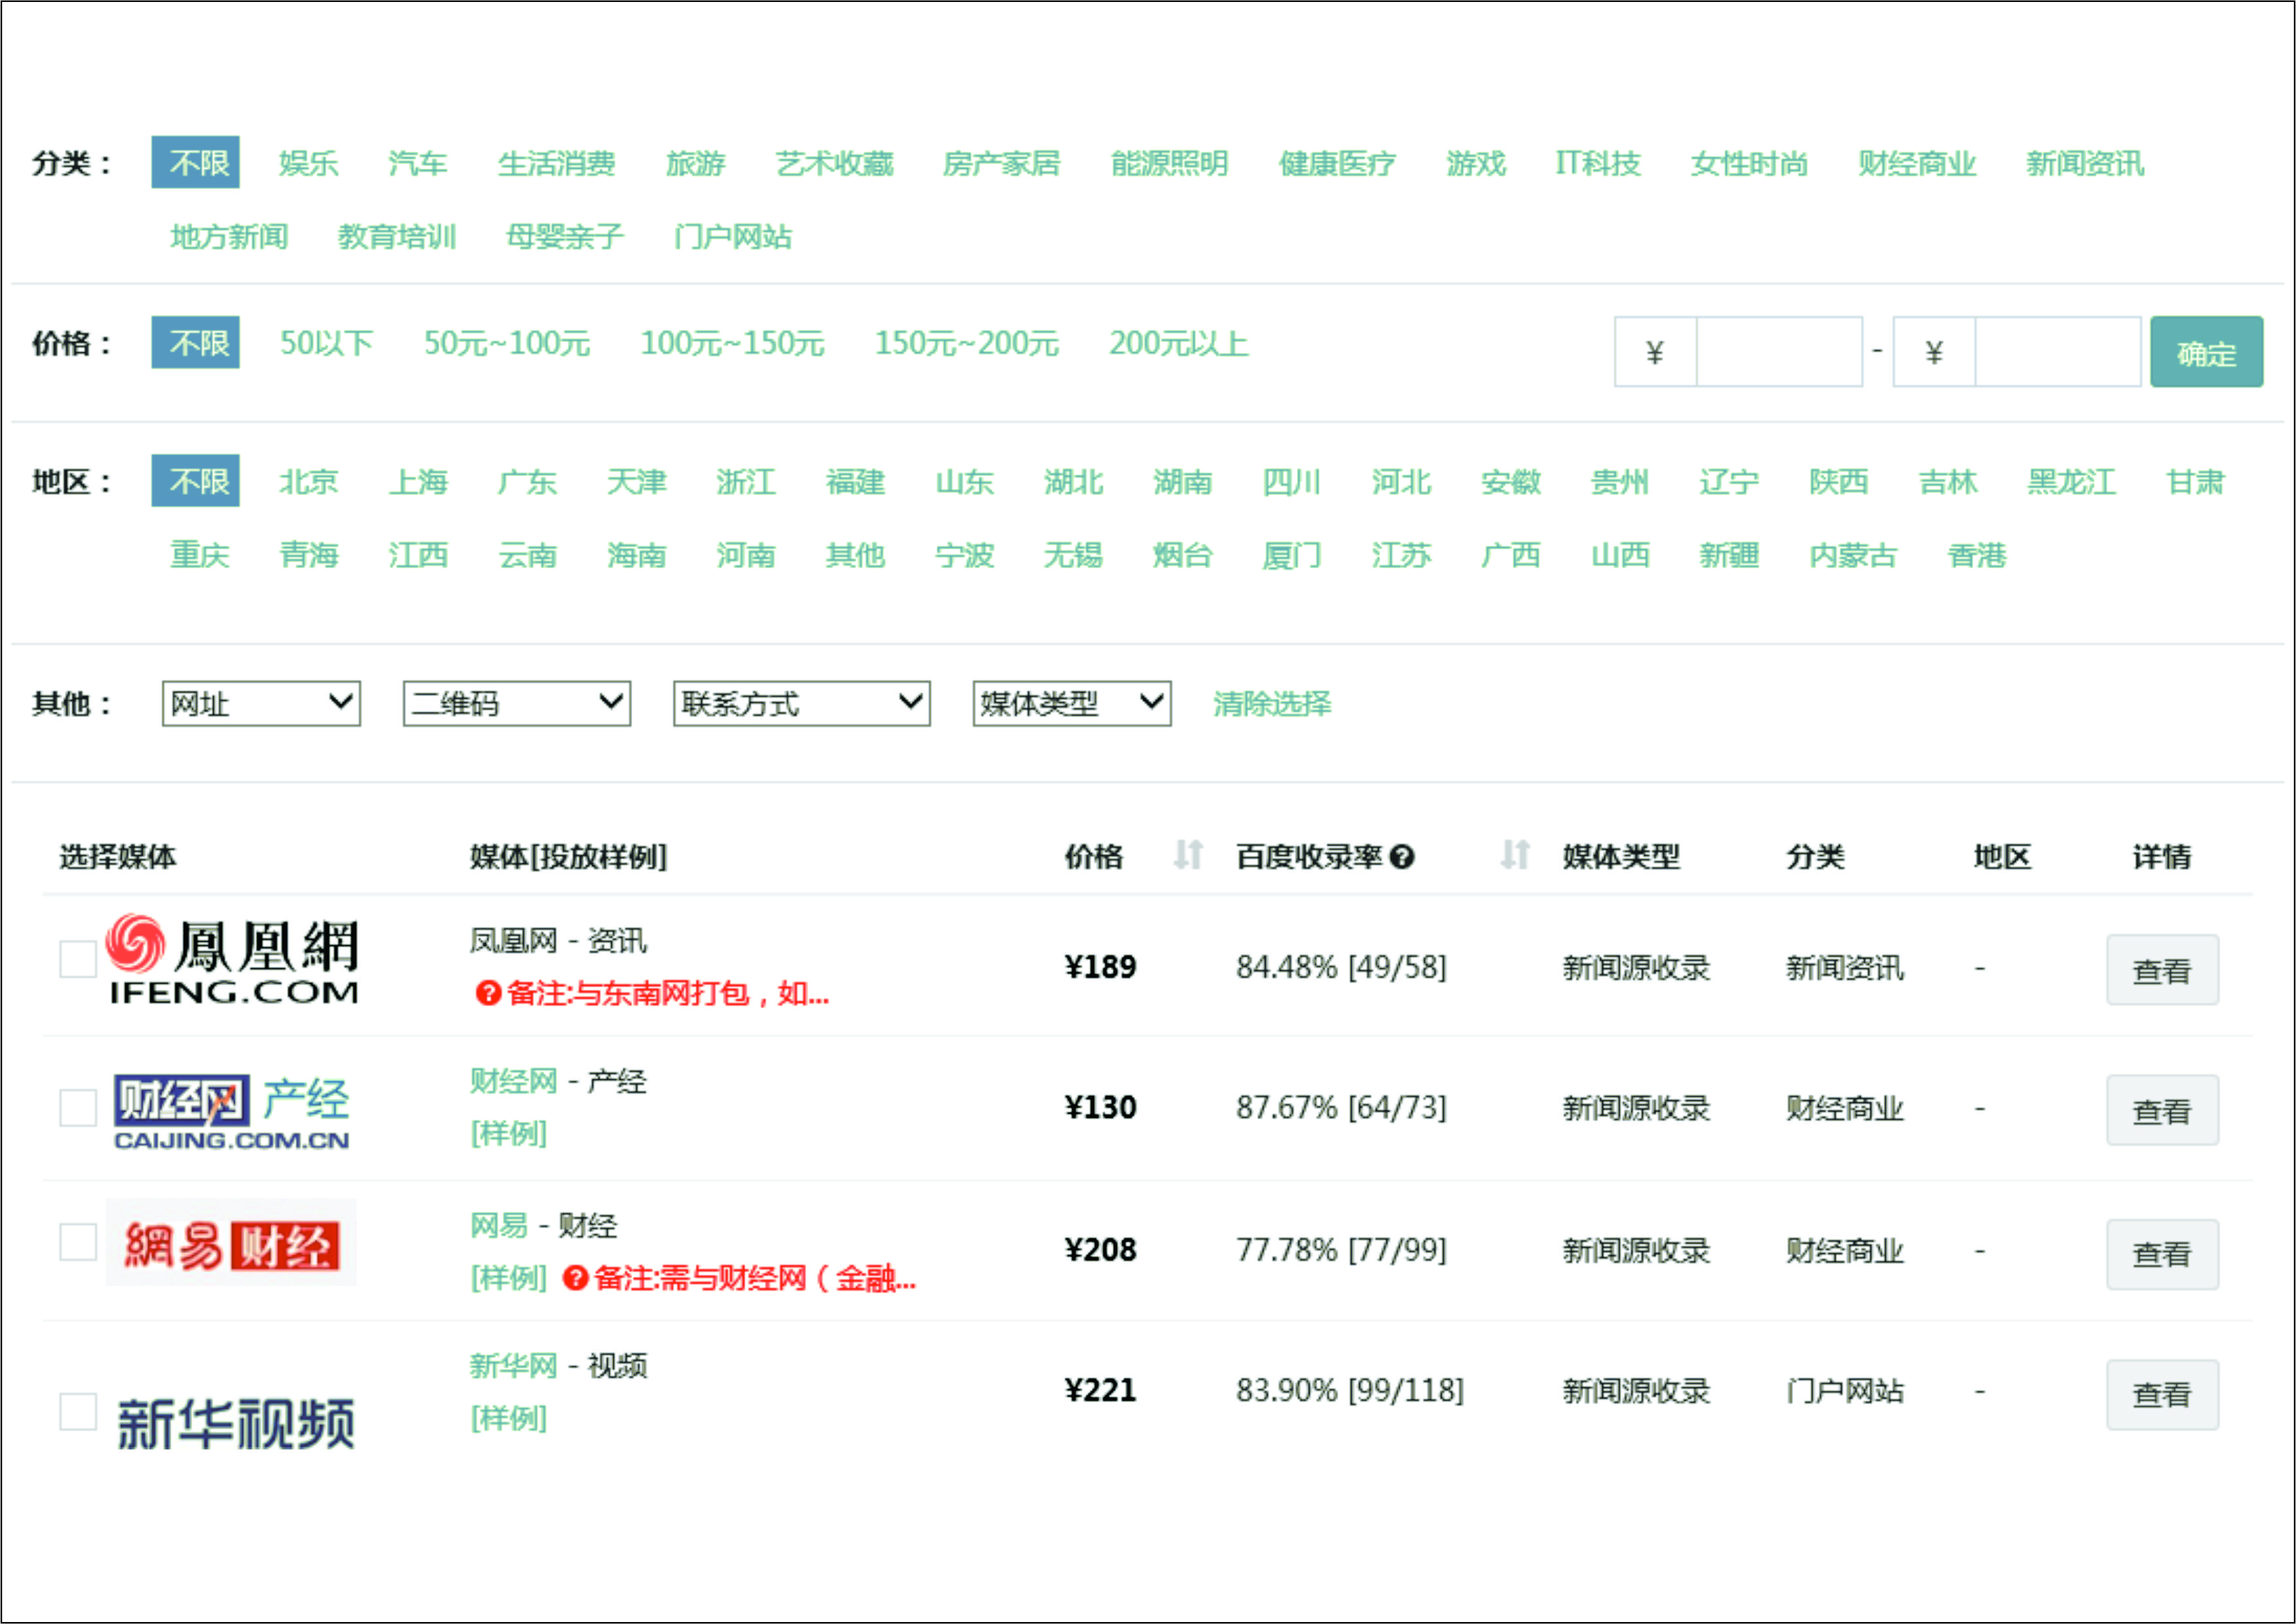 分类： 不限 娱乐 汽车 生活消费 旅游 艺术收藏 房产家居 能源照明 健康医疗 游戏 IT科技 女性时尚 财经商业 新闻资讯
地方新闻 教育培训 母婴亲子 门户网站
价格： 不限 50以下 50元~100元 100元~150元 150元~200元 200元以上 ¥ - ¥ 确定
地区： 不限 北京 上海 广东 天津 浙江 福建 山东 湖北 湖南 四川 河北 安徽 贵州 辽宁 陕西 吉林 黑龙江 甘肃
重庆 青海 江西 云南 海南 河南 其他 宁波 无锡 烟台 厦门 江苏 广西 山西 新疆 内蒙古 香港
其他： 网址 二维码 联系方式 媒体类型 清除选择
选择媒体 媒体[投放样例] 价格 百度收录率 媒体类型 分类 地区 详情
鳳凰網
IFENG.COM
凤凰网 - 资讯
备注:与东南网打包，如...
¥189 84.48% [49/58] 新闻源收录 新闻资讯 - 查看
财经网 产经
CAIJING.COM.CN
财经网 - 产经
[样例]
¥130 87.67% [64/73] 新闻源收录 财经商业 - 查看
網易财经
网易 - 财经
[样例] 备注:需与财经网（金融...
¥208 77.78% [77/99] 新闻源收录 财经商业 - 查看
新华视频
新华网 - 视频
[样例]
¥221 83.90% [99/118] 新闻源收录 门户网站 - 查看